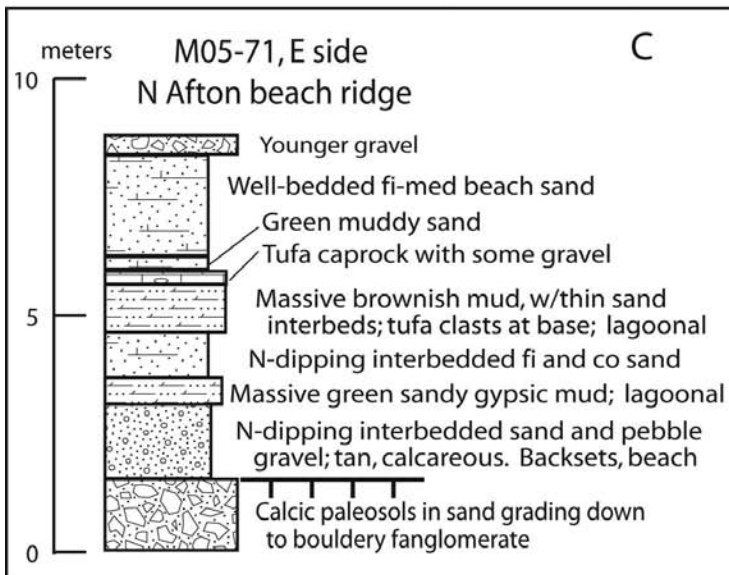 meters
M05-71, E side
C
10
N Afton beach ridge
Younger gravel
Well-bedded fi-med beach sand
Green muddy sand
Tufa caprock with some gravel
5
Massive brownish mud, w/thin sand
interbeds; tufa clasts at base; lagoonal
N-dipping interbedded fi and co sand
Massive green sandy gypsic mud; lagoonal
N-dipping interbedded sand and pebble
gravel; tan, calcareous. Backsets, beach
Calcic paleosols in sand grading down
to bouldery fanglomerate
0